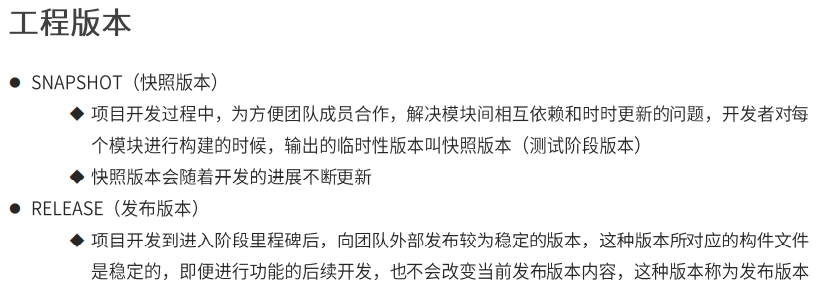 工程版本
● SNAPSHOT（快照版本）
◆ 项目开发过程中，为方便团队成员合作，解决模块间相互依赖和时时更新的问题，开发者对每
个模块进行构建的时候，输出的临时性版本叫快照版本（测试阶段版本）
◆ 快照版本会随着开发的进展不断更新
● RELEASE（发布版本）
◆ 项目开发到进入阶段里程碑后，向团队外部发布较为稳定的版本，这种版本所对应的构件文件
是稳定的，即便进行功能的后续开发，也不会改变当前发布版本内容，这种版本称为发布版本